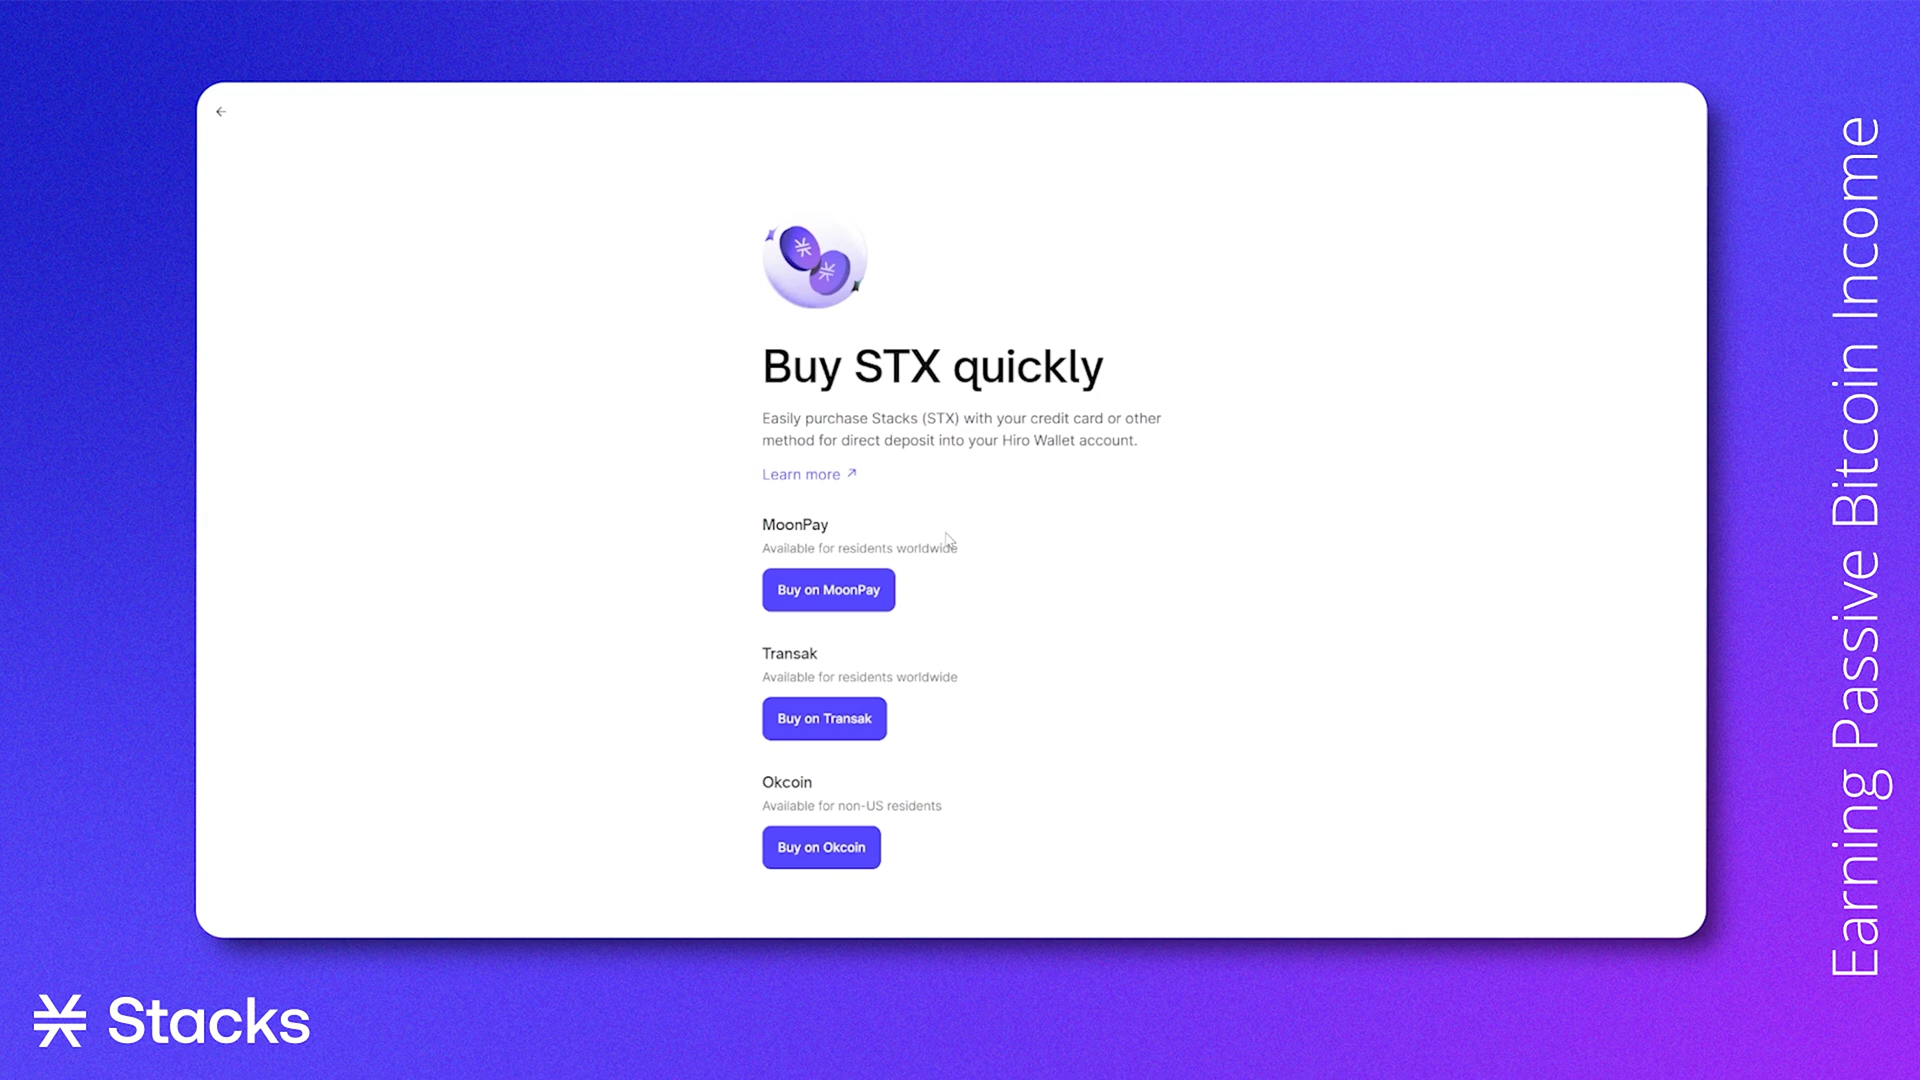 Buy STX quickly
Easily purchase Stacks (STX) with your credit card or other
method for direct deposit into your Hiro Wallet account.
Learn more ↗
MoonPay
Available for residents worldwide
Buy on MoonPay
Transak
Available for residents worldwide
Buy on Transak
Okcoin
Available for non-US residents
Buy on Okcoin
Earning Passive Bitcoin Income
Stacks